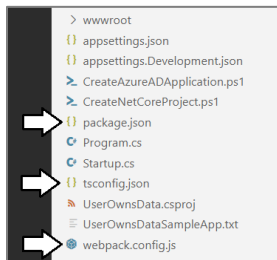 wwwroot
appsettings.json
appsettings.Development.json
CreateAzureADApplication.ps1
CreateNetCoreProject.ps1
package.json
Program.cs
Startup.cs
tsconfig.json
UserOwnsData.csproj
UserOwnsDataSampleApp.txt
webpack.config.js